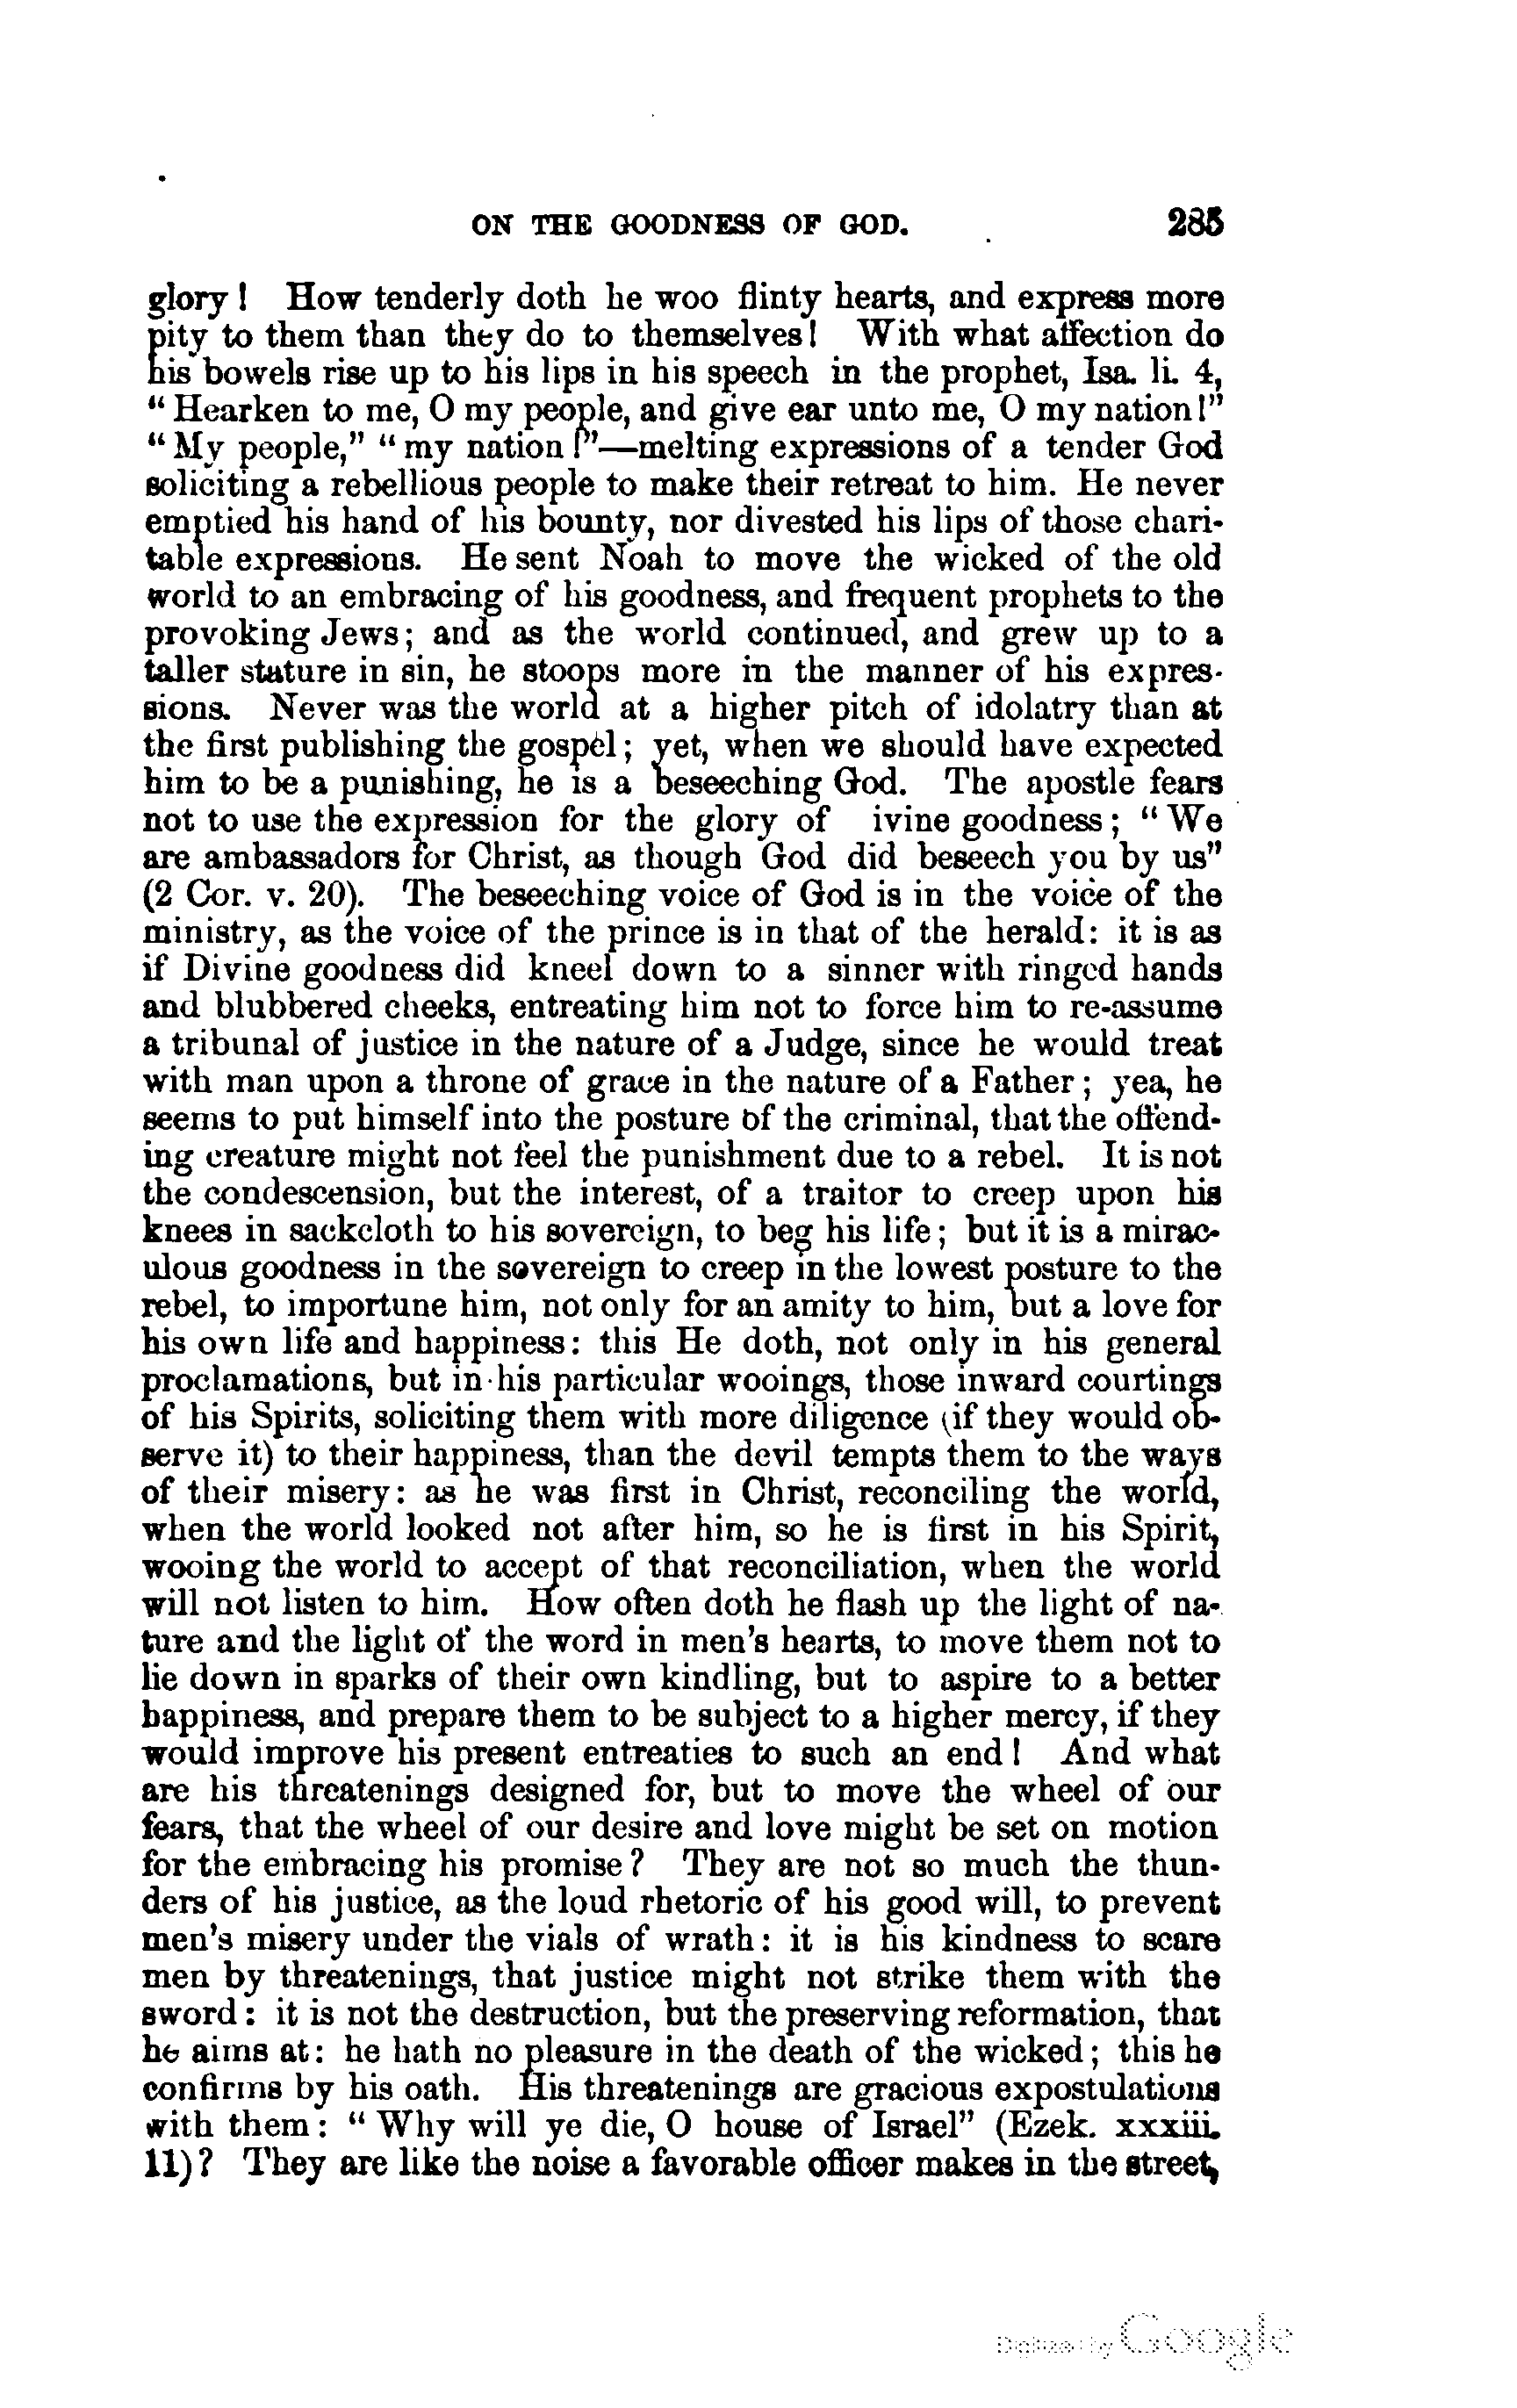 ON THE GOODNESS OF GOD. 285
glory! How tenderly doth he woo flinty hearts, and express more
pity to them than they do to themselves! With what affection do
his bowels rise up to his lips in his speech in the prophet, Isa. li. 4,
“Hearken to me, O my people, and give ear unto me, O my nation!”
“My people,” “my nation!”—melting expressions of a tender God
soliciting a rebellious people to make their retreat to him. He never
emptied his hand of his bounty, nor divested his lips of those chari-
table expressions. He sent Noah to move the wicked of the old
world to an embracing of his goodness, and frequent prophets to the
provoking Jews; and as the world continued, and grew up to a
taller stature in sin, he stoops more in the manner of his expres-
sions. Never was the world at a higher pitch of idolatry than at
the first publishing the gospel; yet, when we should have expected
him to be a punishing, he is a beseeching God. The apostle fears
not to use the expression for the glory of ivine goodness; “We
are ambassadors for Christ, as though God did beseech you by us”
(2 Cor. v. 20). The beseeching voice of God is in the voice of the
ministry, as the voice of the prince is in that of the herald: it is as
if Divine goodness did kneel down to a sinner with ringed hands
and blubbered cheeks, entreating him not to force him to re-assume
a tribunal of justice in the nature of a Judge, since he would treat
with man upon a throne of grace in the nature of a Father; yea, he
seems to put himself into the posture of the criminal, that the offend-
ing creature might not feel the punishment due to a rebel. It is not
the condescension, but the interest, of a traitor to creep upon his
knees in sackcloth to his sovereign, to beg his life; but it is a mirac-
ulous goodness in the sovereign to creep in the lowest posture to the
rebel, to importune him, not only for an amity to him, but a love for
his own life and happiness: this He doth, not only in his general
proclamations, but in his particular wooings, those inward courtings
of his Spirits, soliciting them with more diligence (if they would ob-
serve it) to their happiness, than the devil tempts them to the ways
of their misery: as he was first in Christ, reconciling the world,
when the world looked not after him, so he is first in his Spirit,
wooing the world to accept of that reconciliation, when the world
will not listen to him. How often doth he flash up the light of na-
ture and the light of the word in men’s hearts, to move them not to
lie down in sparks of their own kindling, but to aspire to a better
happiness, and prepare them to be subject to a higher mercy, if they
would improve his present entreaties to such an end! And what
are his threatenings designed for, but to move the wheel of our
fears, that the wheel of our desire and love might be set on motion
for the embracing his promise? They are not so much the thun-
ders of his justice, as the loud rhetoric of his good will, to prevent
men’s misery under the vials of wrath: it is his kindness to scare
men by threatenings, that justice might not strike them with the
sword: it is not the destruction, but the preserving reformation, that
he aims at: he hath no pleasure in the death of the wicked; this he
confirms by his oath. His threatenings are gracious expostulations
with them: “Why will ye die, O house of Israel” (Ezek. xxxiii.
11)? They are like the noise a favorable officer makes in the street,
Digitized by Google